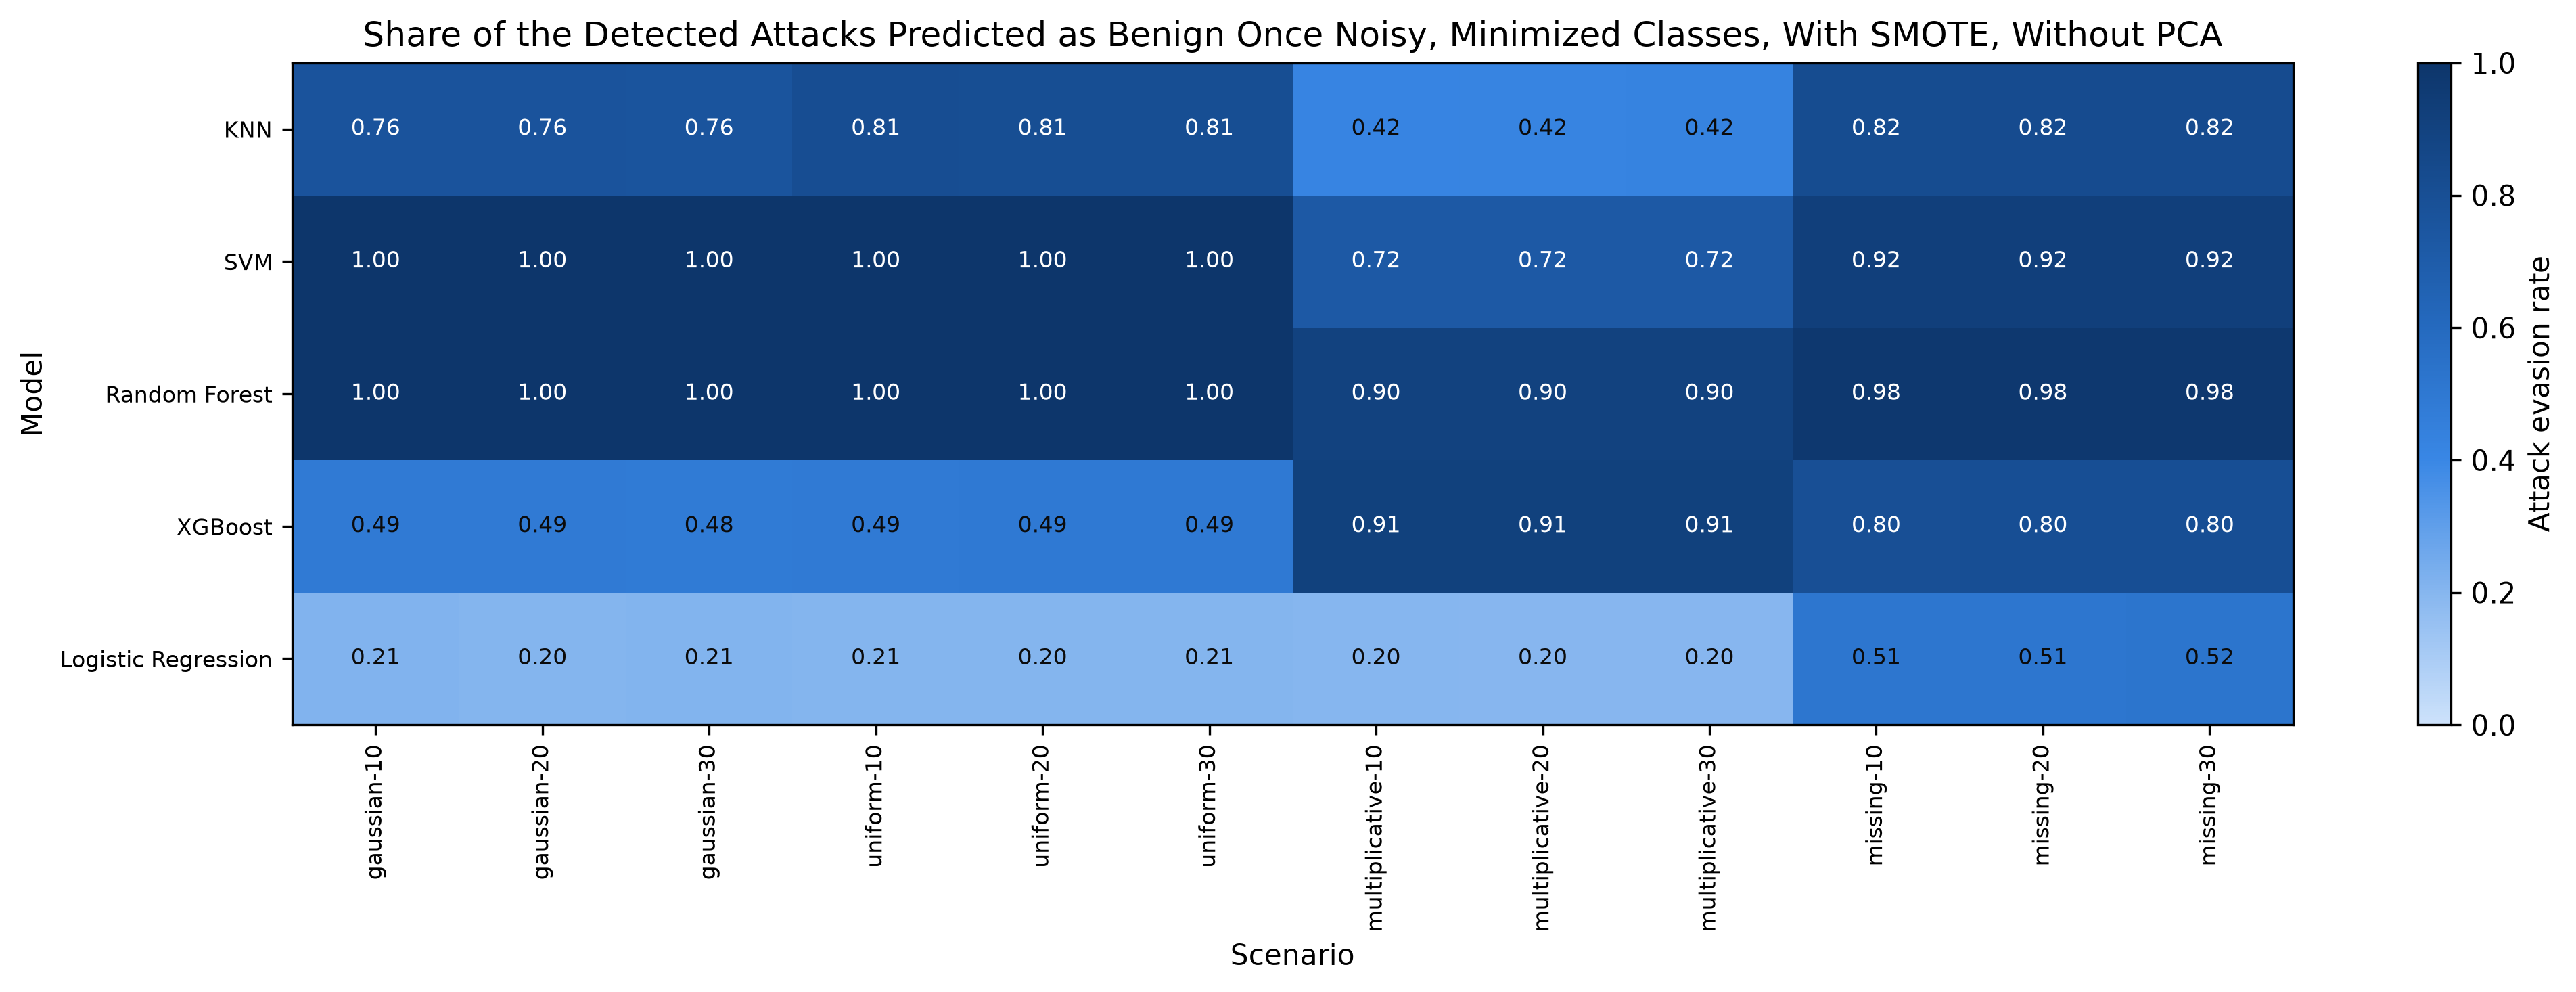 Share of the Detected Attacks Predicted as Benign Once Noisy, Minimized Classes, With SMOTE, Without PCA
Model
KNN 0.76 0.76 0.76 0.81 0.81 0.81 0.42 0.42 0.42 0.82 0.82 0.82
SVM 1.00 1.00 1.00 1.00 1.00 1.00 0.72 0.72 0.72 0.92 0.92 0.92
Random Forest 1.00 1.00 1.00 1.00 1.00 1.00 0.90 0.90 0.90 0.98 0.98 0.98
XGBoost 0.49 0.49 0.48 0.49 0.49 0.49 0.91 0.91 0.91 0.80 0.80 0.80
Logistic Regression 0.21 0.20 0.21 0.21 0.20 0.21 0.20 0.20 0.20 0.51 0.51 0.52
gaussian-10
gaussian-20
gaussian-30
uniform-10
uniform-20
uniform-30
multiplicative-10
multiplicative-20
multiplicative-30
missing-10
missing-20
missing-30
Scenario
1.0
0.8
0.6
0.4
0.2
0.0
Attack evasion rate